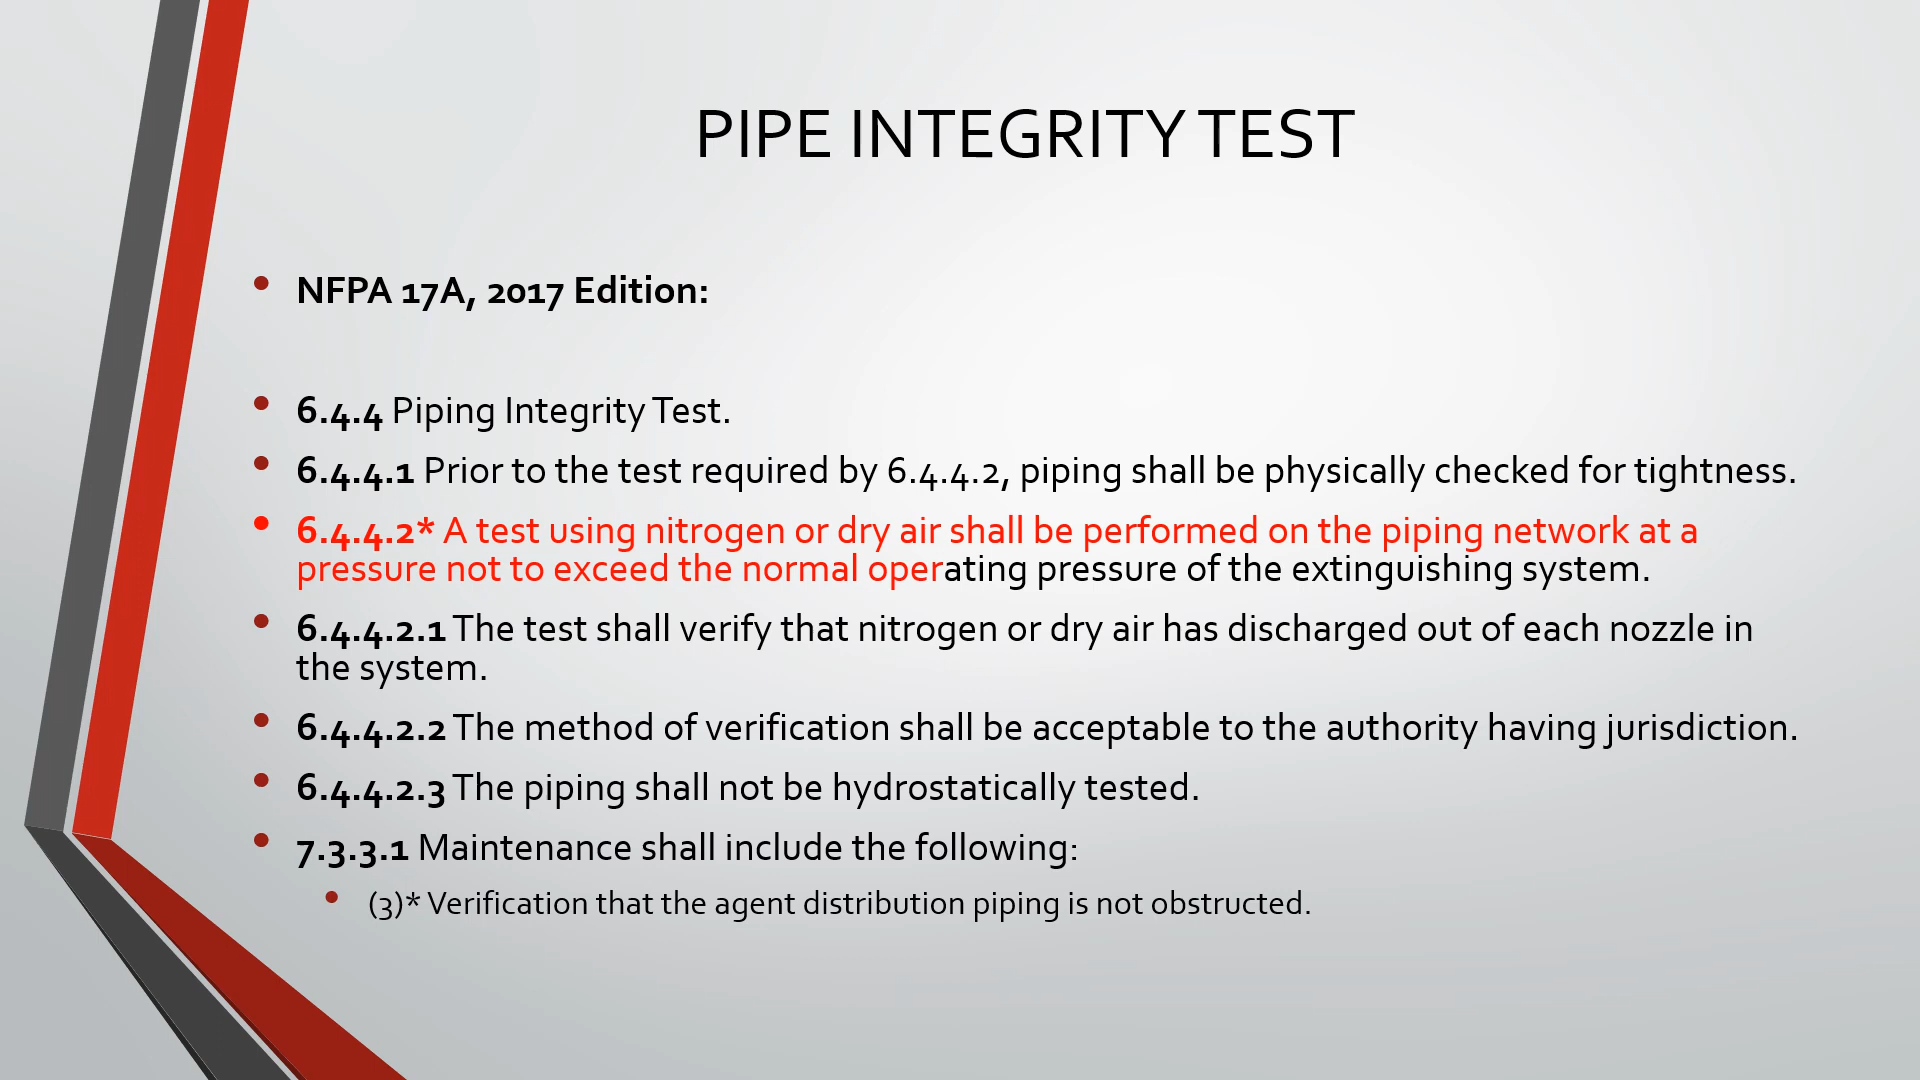 PIPE INTEGRITY TEST
• NFPA 17A, 2017 Edition:
• 6.4.4 Piping Integrity Test.
• 6.4.4.1 Prior to the test required by 6.4.4.2, piping shall be physically checked for tightness.
• 6.4.4.2* A test using nitrogen or dry air shall be performed on the piping network at a
pressure not to exceed the normal operating pressure of the extinguishing system.
• 6.4.4.2.1 The test shall verify that nitrogen or dry air has discharged out of each nozzle in
the system.
• 6.4.4.2.2 The method of verification shall be acceptable to the authority having jurisdiction.
• 6.4.4.2.3 The piping shall not be hydrostatically tested.
• 7.3.3.1 Maintenance shall include the following:
• (3)* Verification that the agent distribution piping is not obstructed.